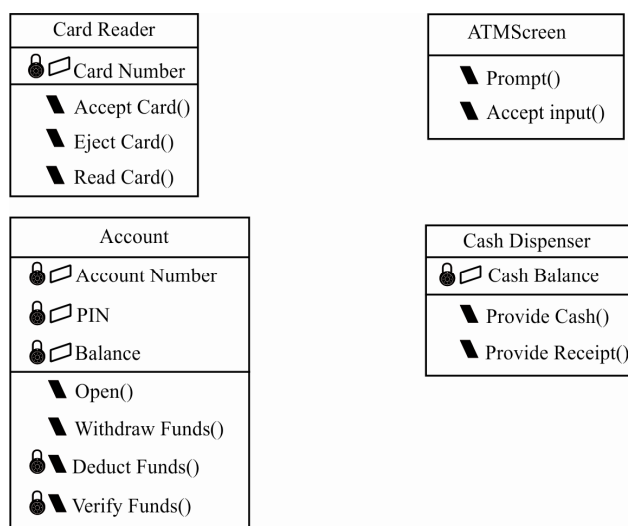 Card Reader
Card Number
Accept Card()
Eject Card()
Read Card()
ATMScreen
Prompt()
Accept input()
Account
Account Number
PIN
Balance
Open()
Withdraw Funds()
Deduct Funds()
Verify Funds()
Cash Dispenser
Cash Balance
Provide Cash()
Provide Receipt()